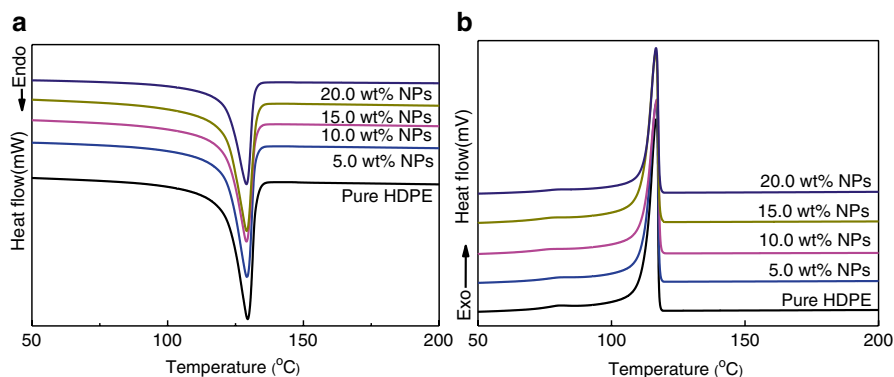 a
Heat flow(mW)
Endo
20.0 wt% NPs
15.0 wt% NPs
10.0 wt% NPs
5.0 wt% NPs
Pure HDPE
50
100
150
200
Temperature (°C)
b
Exo
Heat flow(mV)
20.0 wt% NPs
15.0 wt% NPs
10.0 wt% NPs
5.0 wt% NPs
Pure HDPE
50
100
150
200
Temperature (°C)